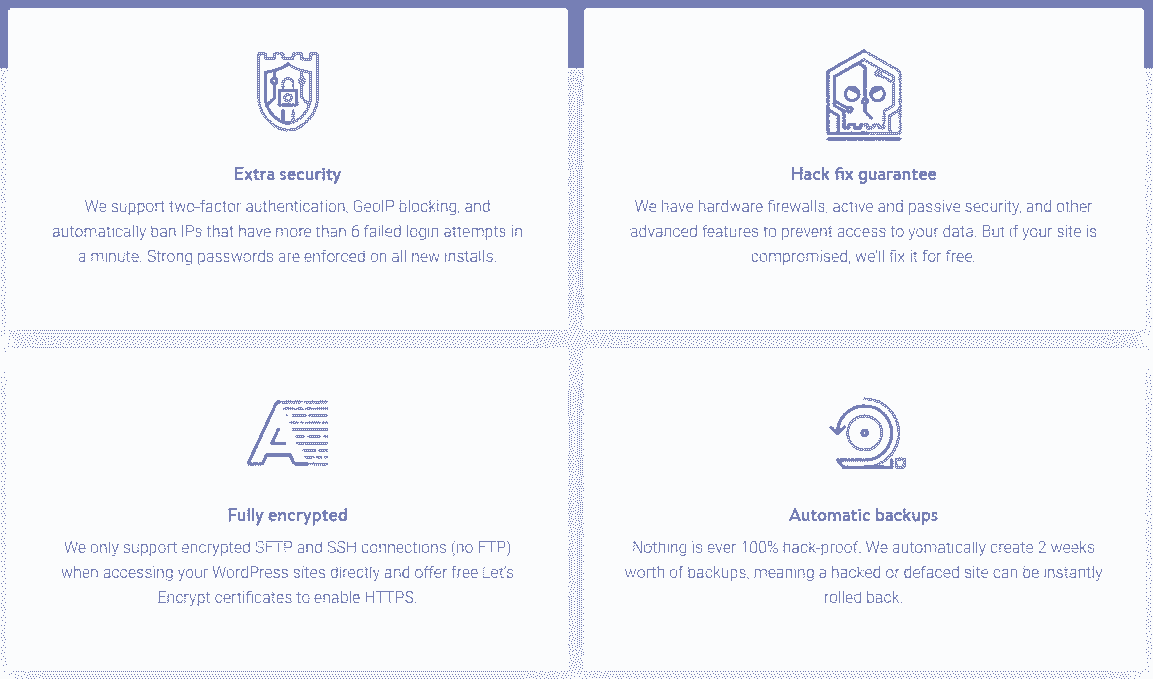 Extra security
We support two-factor authentication, GeoIP blocking, and
automatically ban IPs that have more than 6 failed login attempts in
a minute. Strong passwords are enforced on all new installs.
Hack fix guarantee
We have hardware firewalls, active and passive security, and other
advanced features to prevent access to your data. But if your site is
compromised, we'll fix it for free.
Fully encrypted
We only support encrypted SFTP and SSH connections (no FTP)
when accessing your WordPress sites directly and offer free Let's
Encrypt certificates to enable HTTPS.
Automatic backups
Nothing is ever 100% hack-proof. We automatically create 2 weeks
worth of backups, meaning a hacked or defaced site can be instantly
rolled back.